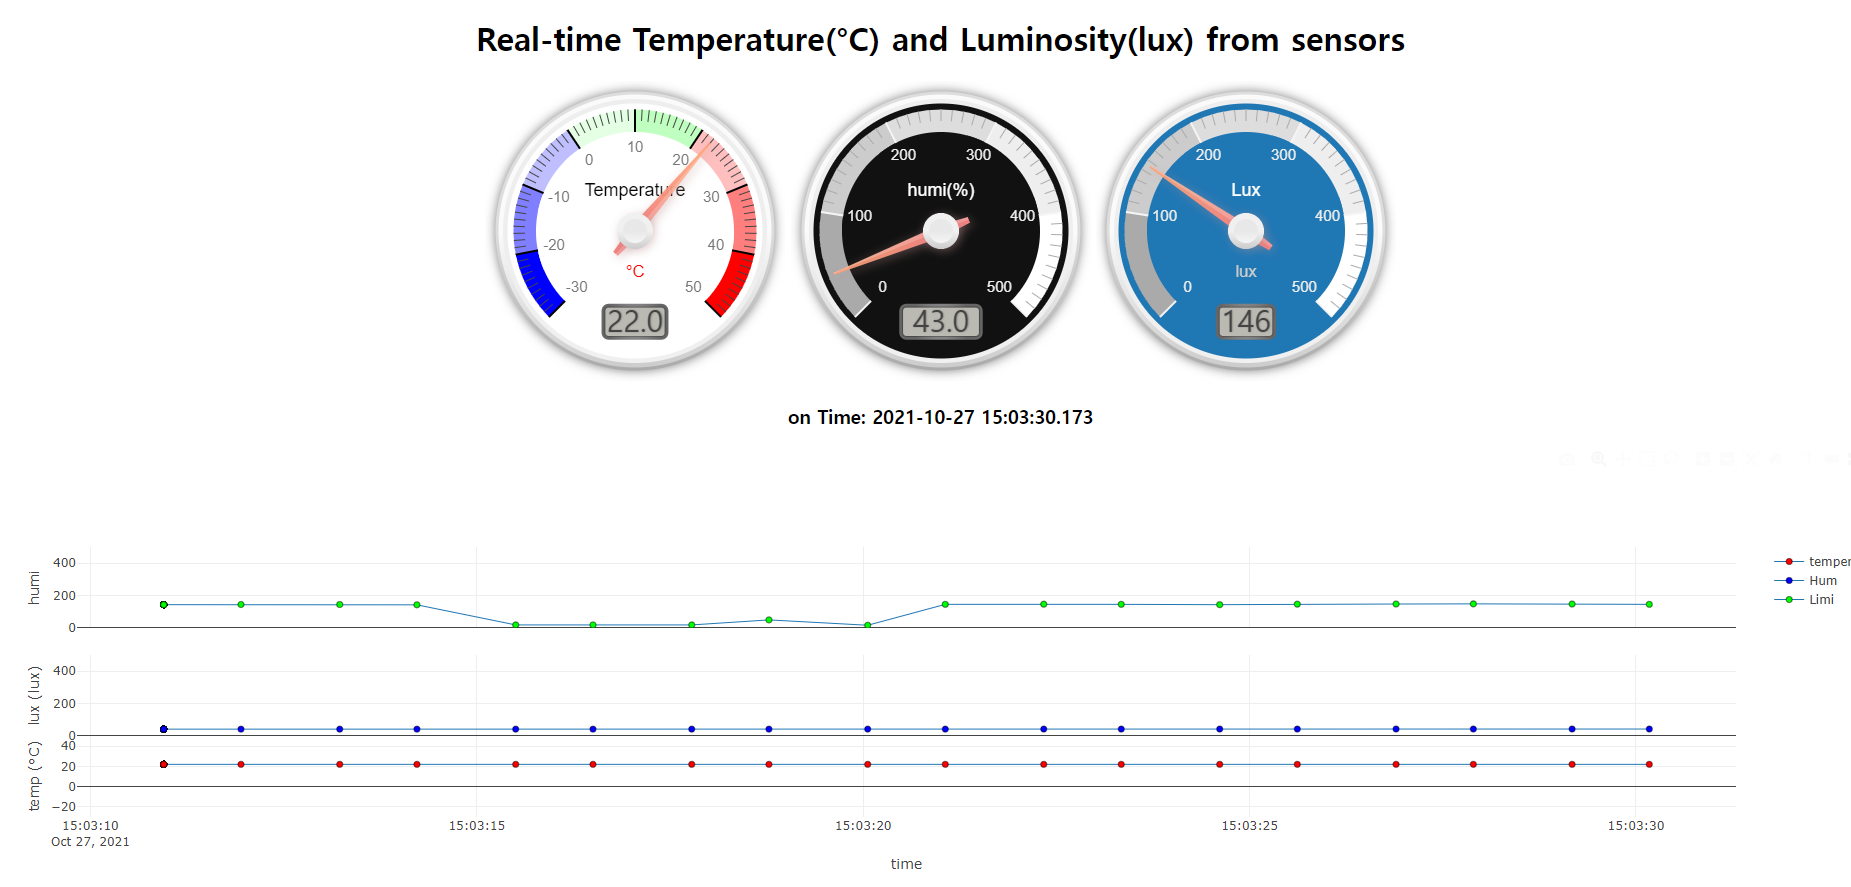 Real-time Temperature(°C) and Luminosity(lux) from sensors
-30 -20 -10 0 10 20 30 40 50
Temperature
°C
22.0
0 100 200 300 400 500
humi(%)
43.0
0 100 200 300 400 500
Lux
lux
146
on Time: 2021-10-27 15:03:30.173
humi
400
200
0
temper
Hum
Limi
lux (lux)
400
200
0
temp (°C)
40
20
0
−20
15:03:10 15:03:15 15:03:20 15:03:25 15:03:30
Oct 27, 2021
time